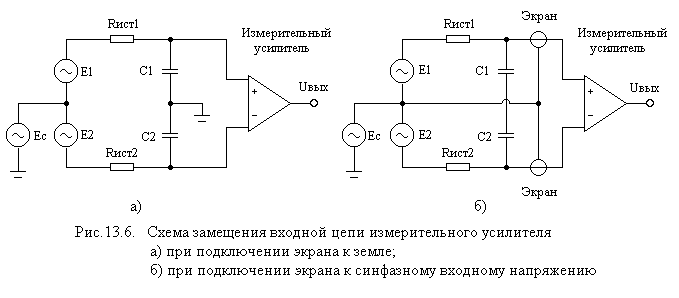 Экран
Rист1
Измерительный
усилитель
E1
C1
+
−
Uвых
Ec
E2
C2
Rист2
а)
Rист1
Измерительный
усилитель
E1
C1
+
−
Uвых
Ec
E2
C2
Rист2
Экран
б)
Рис.13.6. Схема замещения входной цепи измерительного усилителя
а) при подключении экрана к земле;
б) при подключении экрана к синфазному входному напряжению